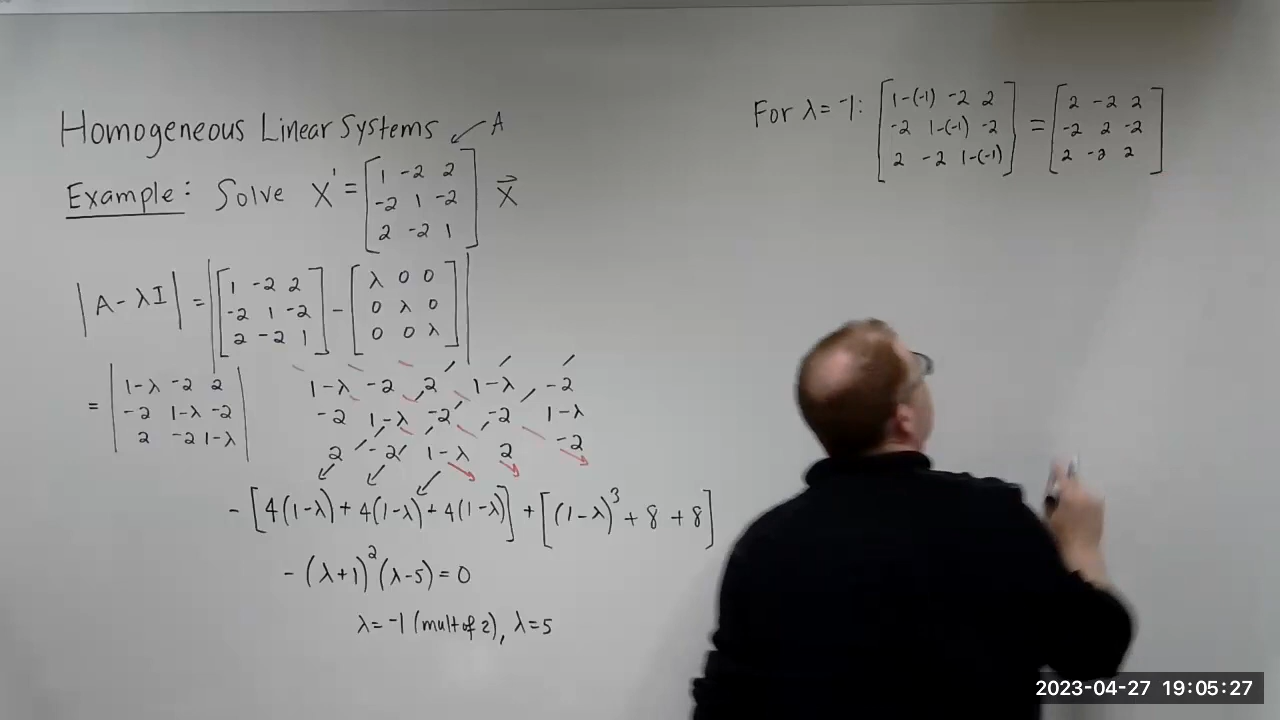 Homogeneous Linear Systems
A
Example: Solve X' = [1 -2 2
-2 1 -2
2 -2 1] X⃗
|A - λI| = |[1 -2 2
-2 1 -2
2 -2 1] - [λ 0 0
0 λ 0
0 0 λ]|
= |1-λ -2 2
-2 1-λ -2
2 -2 1-λ|
1-λ -2 2 1-λ -2
-2 1-λ -2 -2 1-λ
2 -2 1-λ 2 -2
- [4(1-λ) + 4(1-λ) + 4(1-λ)] + [(1-λ)³ + 8 + 8]
- (λ+1)²(λ-5) = 0
λ = -1 (mult of 2), λ = 5
For λ = -1: [1-(-1) -2 2
-2 1-(-1) -2
2 -2 1-(-1)] = [2 -2 2
-2 2 -2
2 -2 2]
2023-04-27 19:05:27